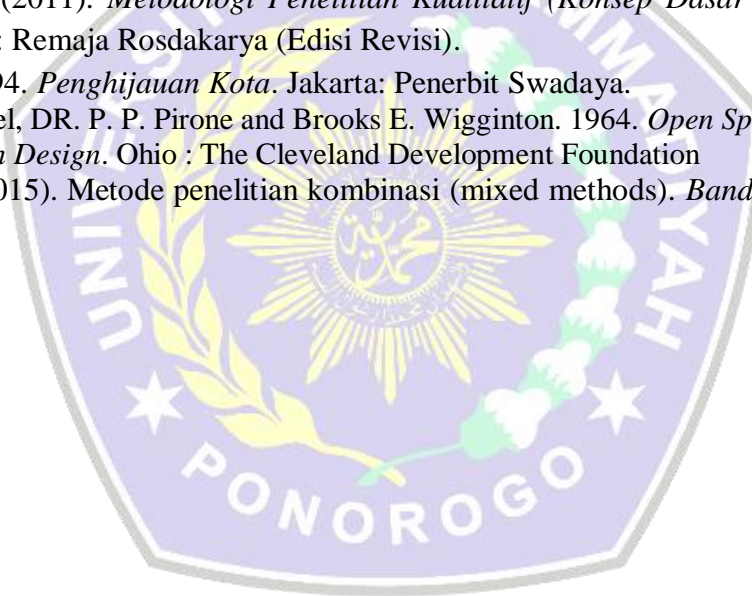 (2011). Metodologi Penelitian Kualitatif (Konsep Dasar
: Remaja Rosdakarya (Edisi Revisi).
94. Penghijauan Kota. Jakarta: Penerbit Swadaya.
el, DR. P. P. Pirone and Brooks E. Wigginton. 1964. Open Sp
n Design. Ohio : The Cleveland Development Foundation
015). Metode penelitian kombinasi (mixed methods). Band
PONOROGO